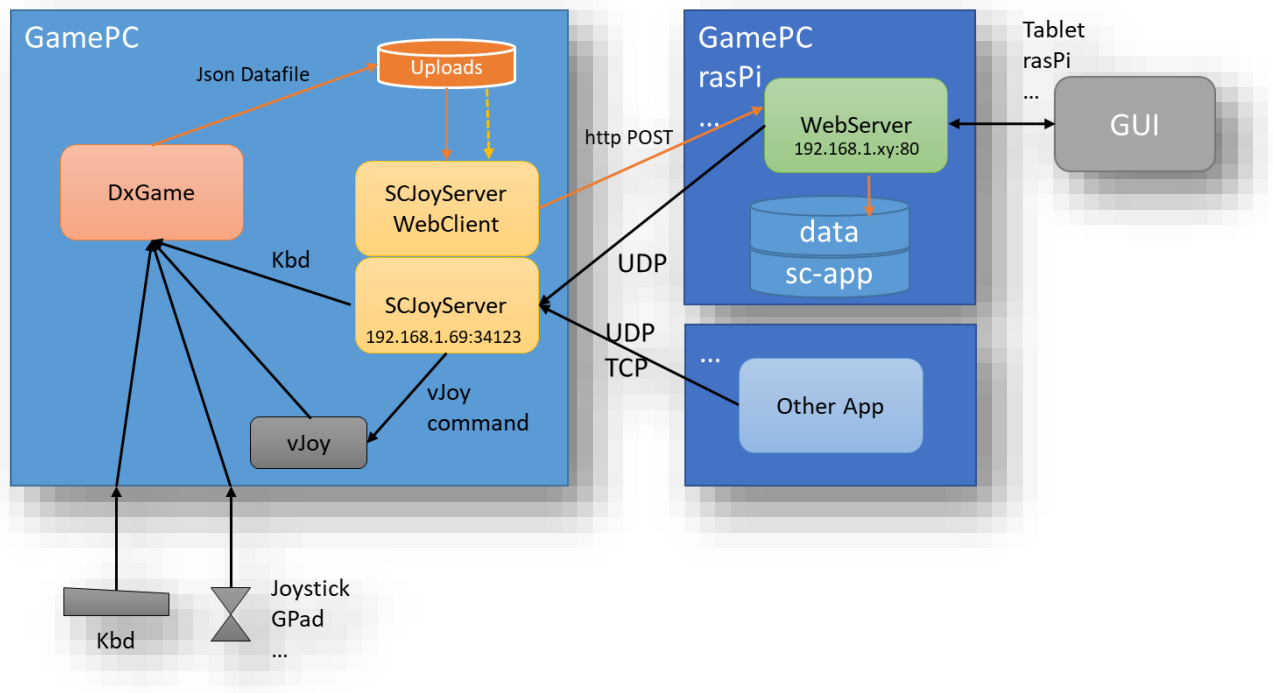 GamePC
Json Datafile
Uploads
DxGame
SCJoyServer
WebClient
Kbd
SCJoyServer
192.168.1.69:34123
vJoy
command
vJoy
Kbd
Joystick
GPad
...
http POST
UDP
UDP
TCP
GamePC
rasPi
...
WebServer
192.168.1.xy:80
data
sc-app
...
Other App
Tablet
rasPi
...
GUI